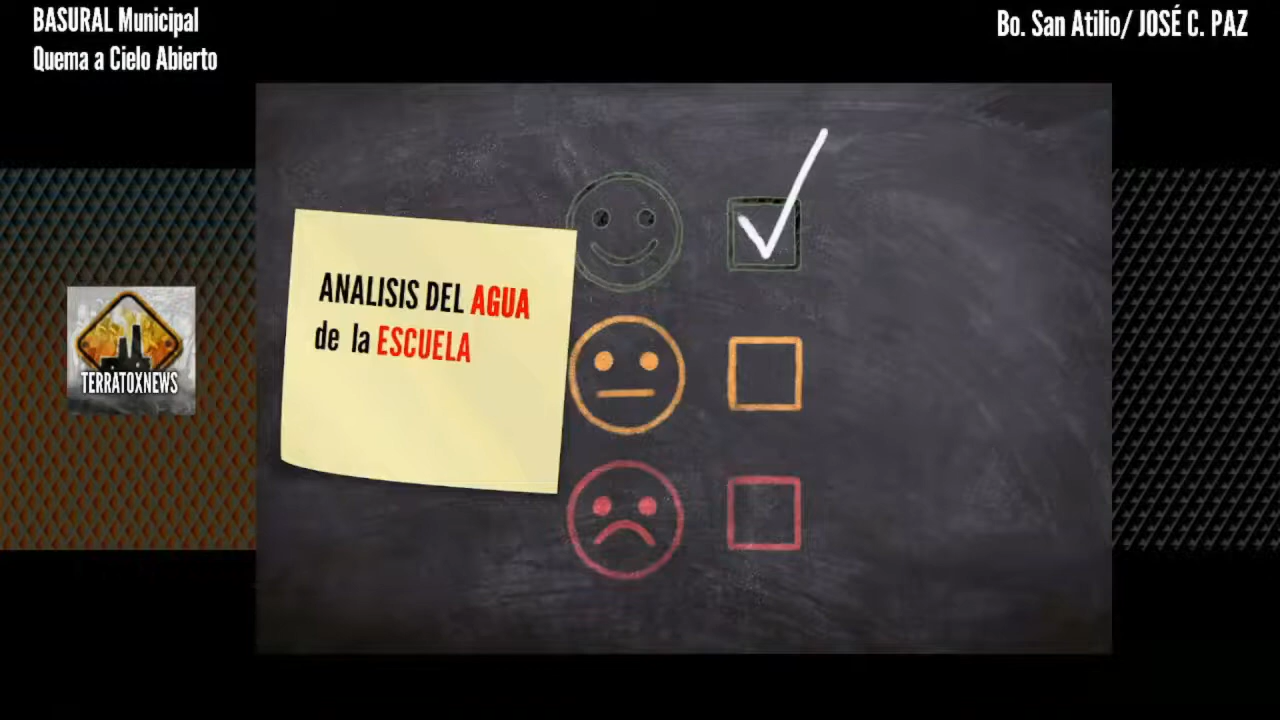 BASURAL Municipal
Quema a Cielo Abierto
Bo. San Atilio/ JOSÉ C. PAZ
ANALISIS DEL AGUA
de la ESCUELA
TERRATOXNEWS